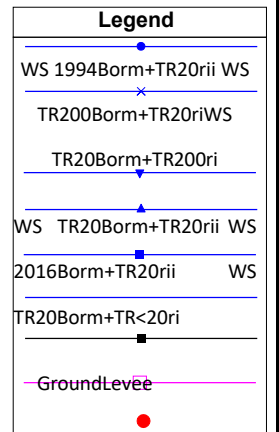 Legend
WS 1994Borm+TR20rii WS
TR200Borm+TR20riWS
TR20Borm+TR200ri
WS TR20Borm+TR20rii WS
2016Borm+TR20rii WS
TR20Borm+TR<20ri
GroundLevee